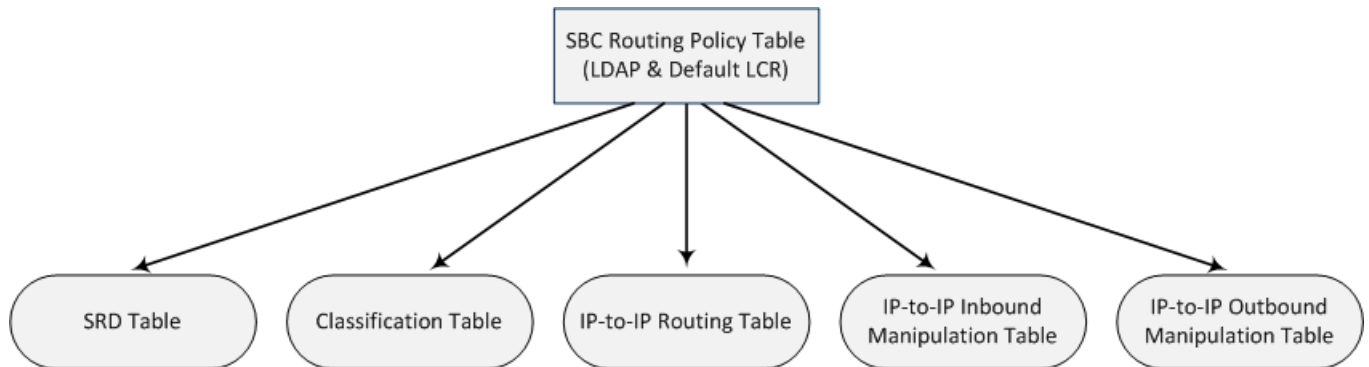 SBC Routing Policy Table
(LDAP & Default LCR)
SRD Table
Classification Table
IP-to-IP Routing Table
IP-to-IP Inbound
Manipulation Table
IP-to-IP Outbound
Manipulation Table